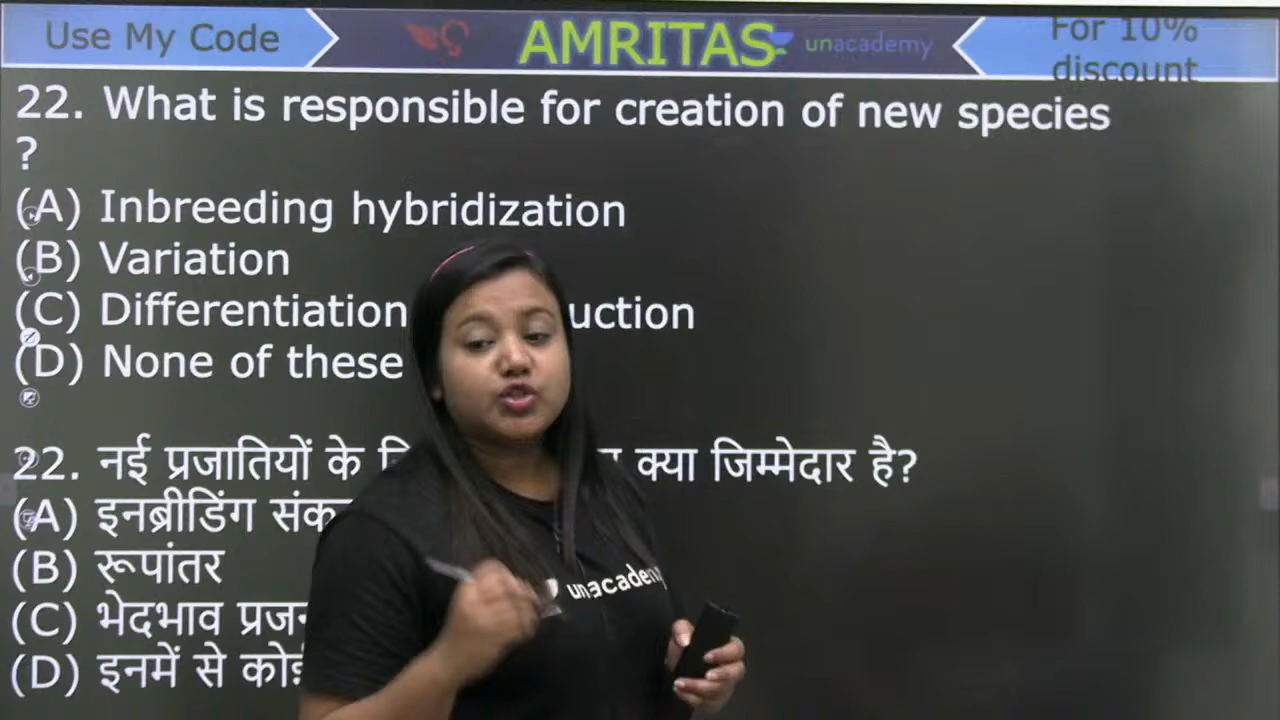 Use My Code
AMRITAS
unacademy
For 10%
discount
22. What is responsible for creation of new species
?
(A) Inbreeding hybridization
(B) Variation
(C) Differentiation uction
(D) None of these
22. नई प्रजातियों के क्या जिम्मेदार है?
(A) इनब्रीडिंग
(B) रूपांतर
(C) भेदभाव
(D) इनमें से
unacademy